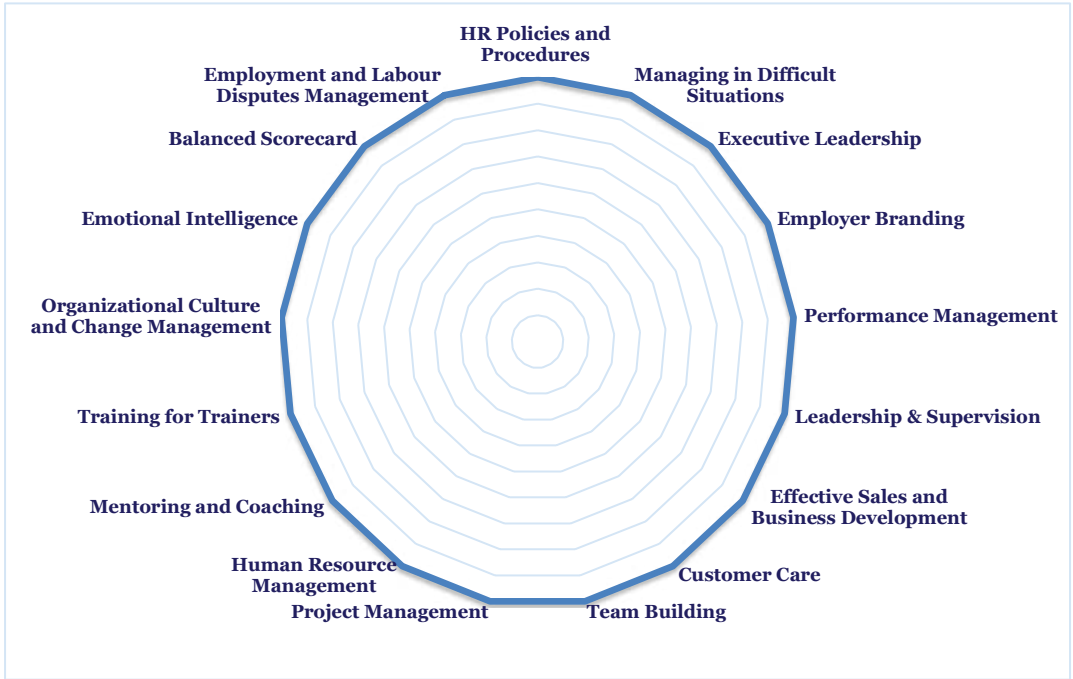 HR Policies and
Procedures
Managing in Difficult
Situations
Executive Leadership
Employer Branding
Performance Management
Leadership & Supervision
Effective Sales and
Business Development
Customer Care
Team Building
Project Management
Human Resource
Management
Mentoring and Coaching
Training for Trainers
Organizational Culture
and Change Management
Emotional Intelligence
Balanced Scorecard
Employment and Labour
Disputes Management